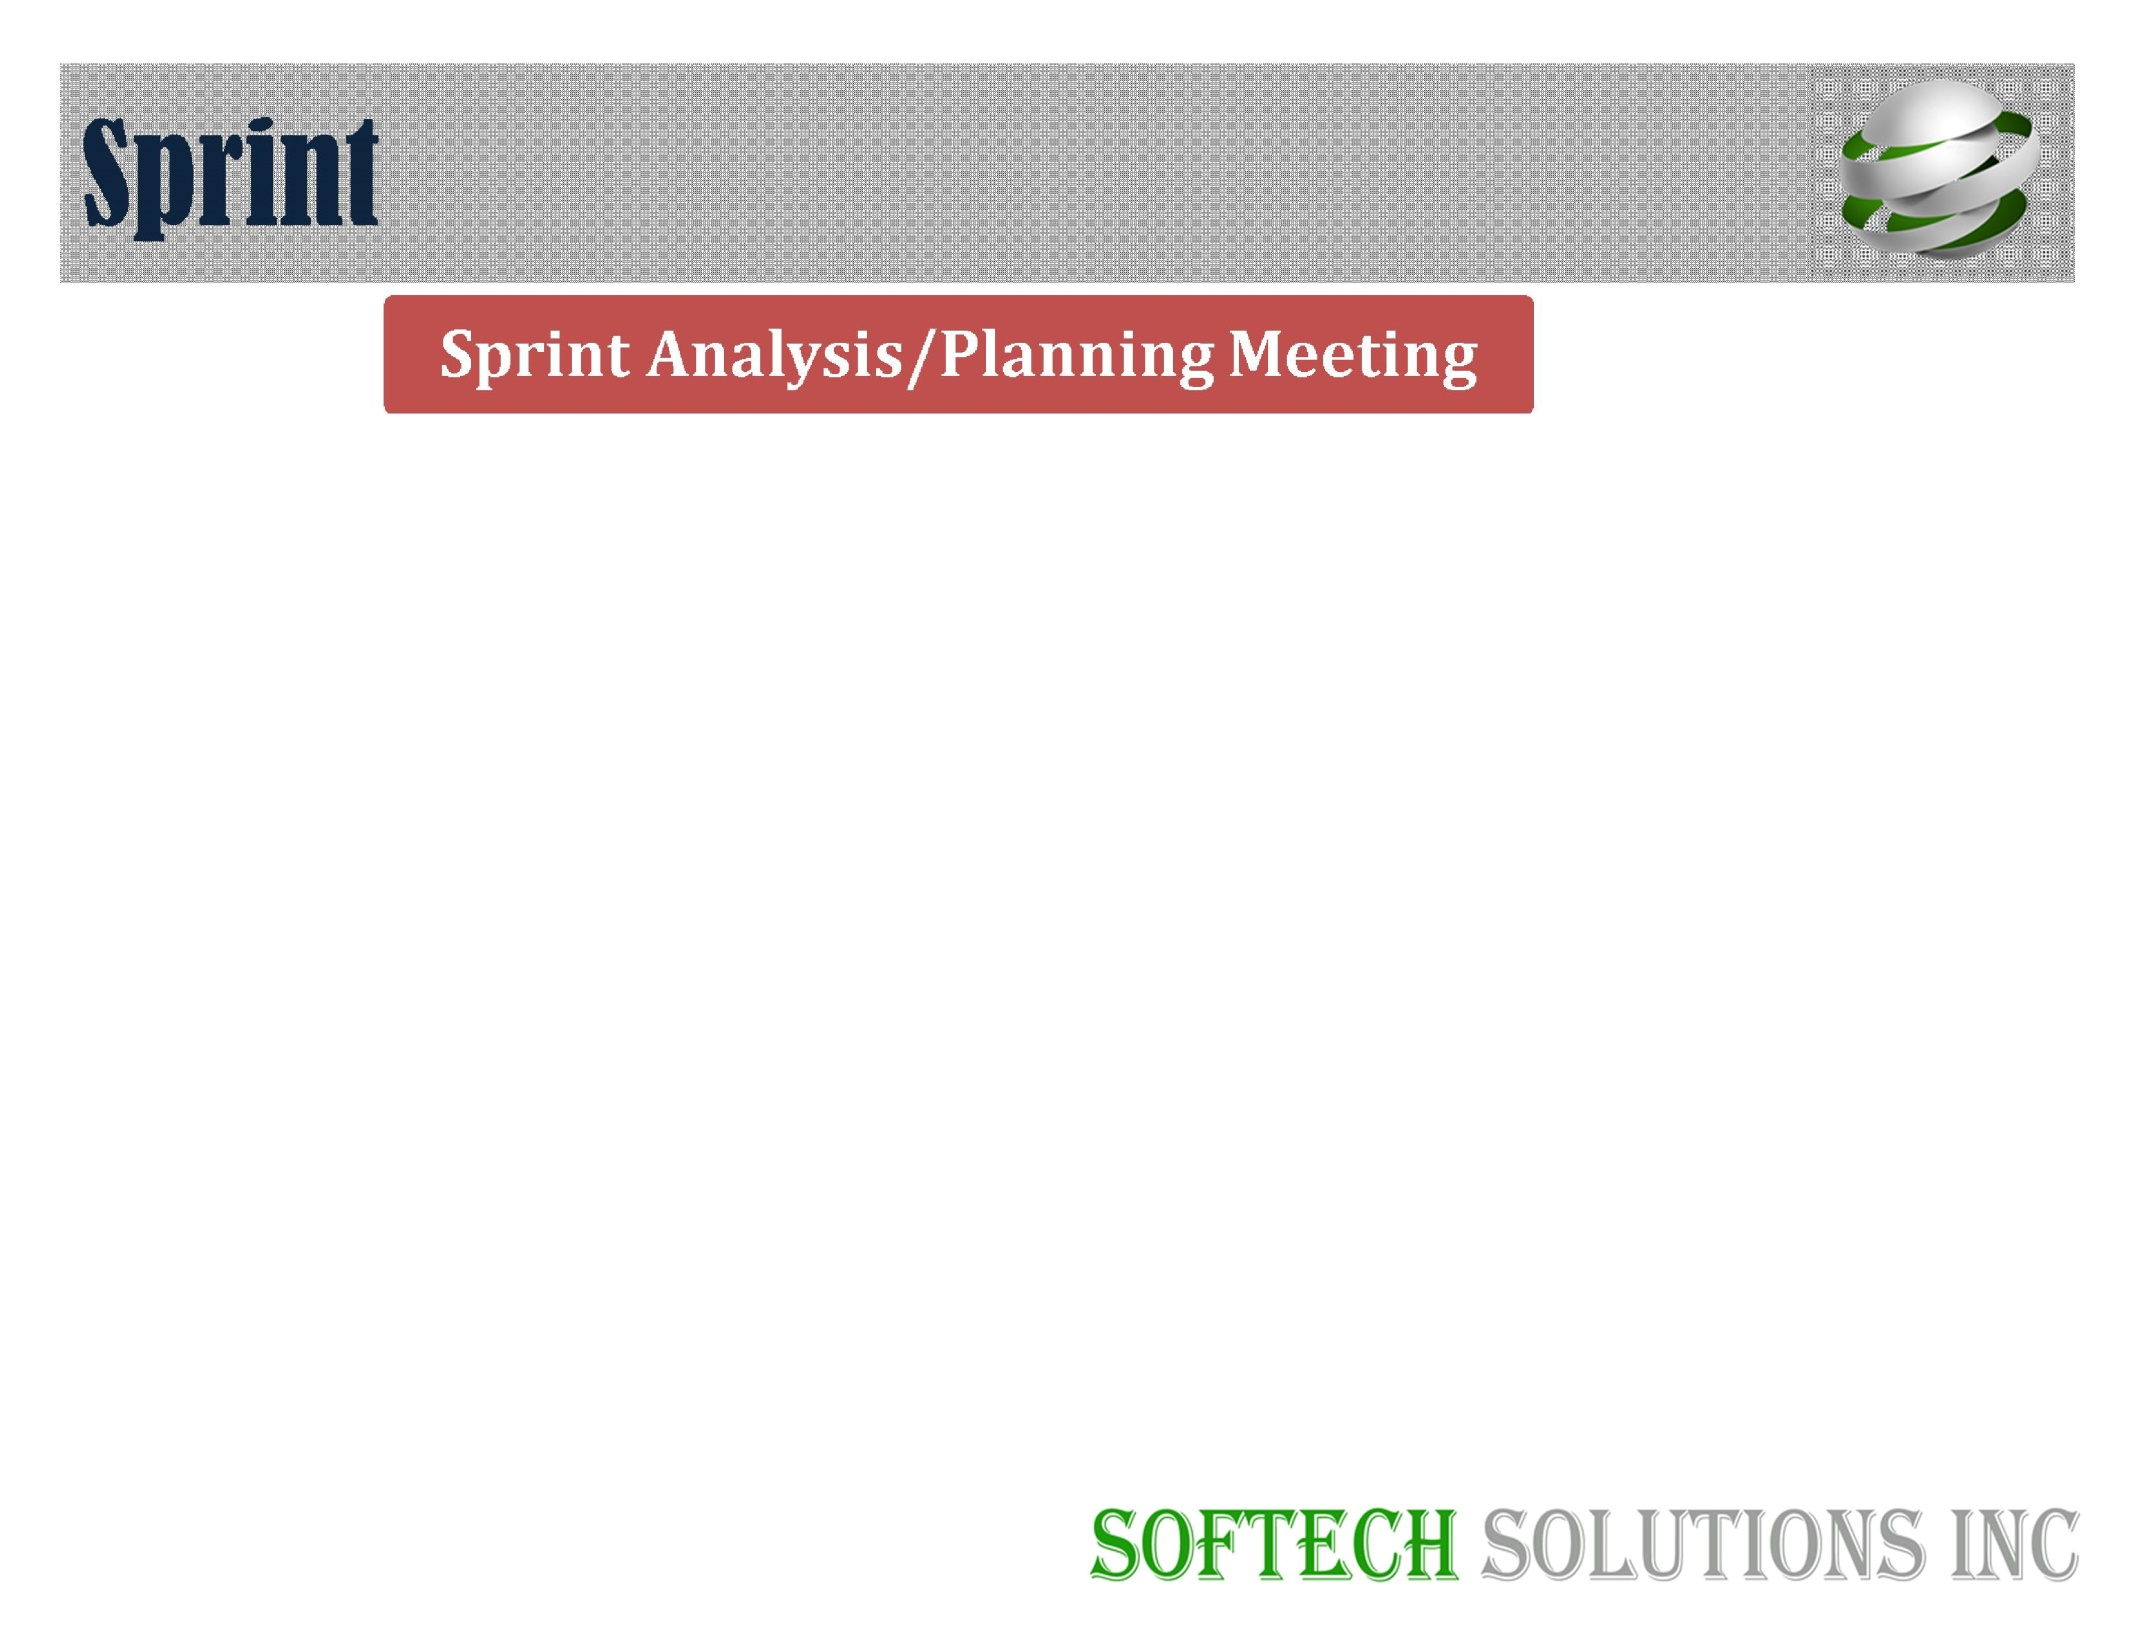 Sprint
Sprint Analysis/Planning Meeting
SOFTECH SOLUTIONS INC